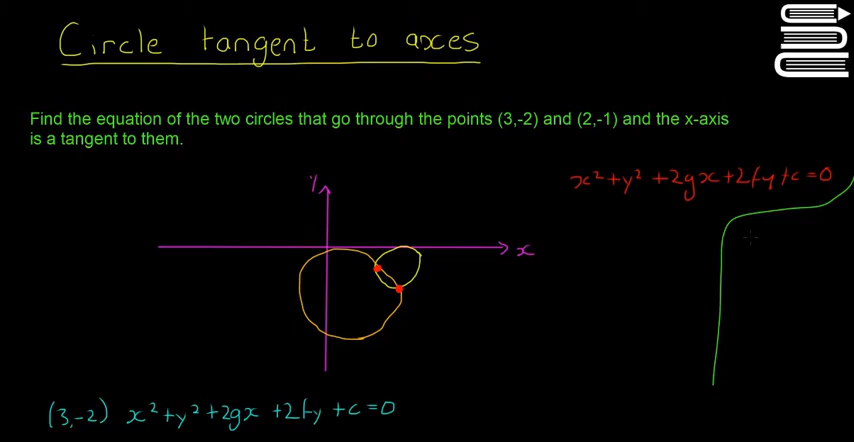 Circle tangent to axces
Find the equation of the two circles that go through the points (3,-2) and (2,-1) and the x-axis
is a tangent to them.
y
x² + y² + 2gx + 2fy + c = 0
x
(3,-2) x² + y² + 2gx + 2fy + c = 0